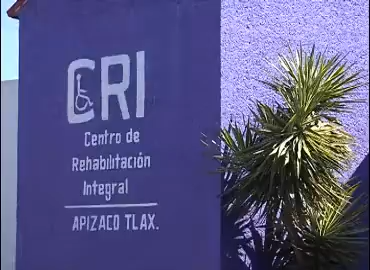 CRI
Centro de
Rehabilitación
Integral
APIZACO TLAX.